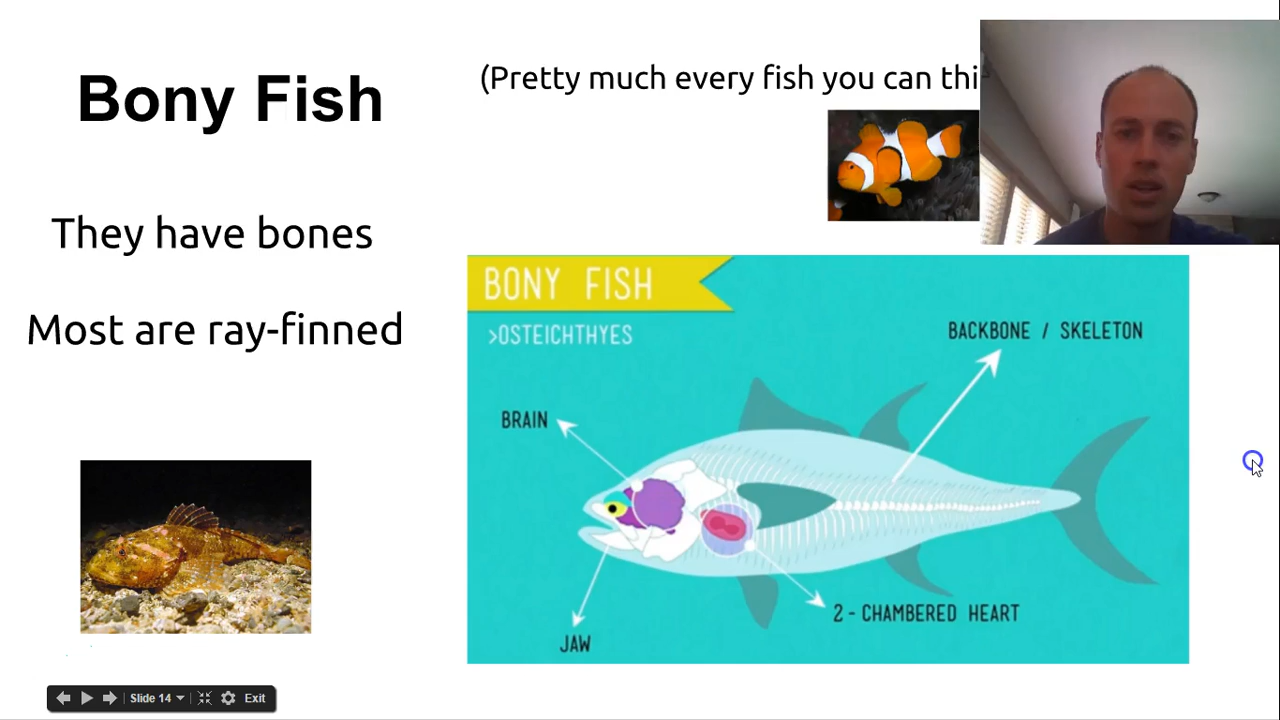 Bony Fish
(Pretty much every fish you can thi
They have bones
Most are ray-finned
BONY FISH
>OSTEICHTHYES
BACKBONE / SKELETON
BRAIN
2 - CHAMBERED HEART
JAW
Slide 14
Exit